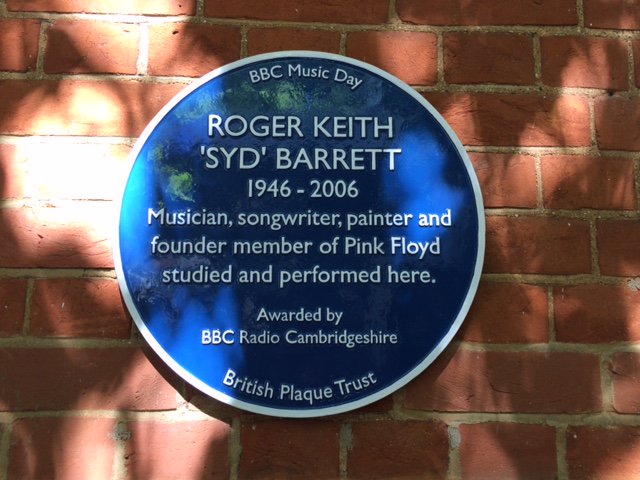 BBC Music Day
ROGER KEITH
'SYD' BARRETT
1946 - 2006
Musician, songwriter, painter and
founder member of Pink Floyd
studied and performed here.
Awarded by
BBC Radio Cambridgeshire
British Plaque Trust